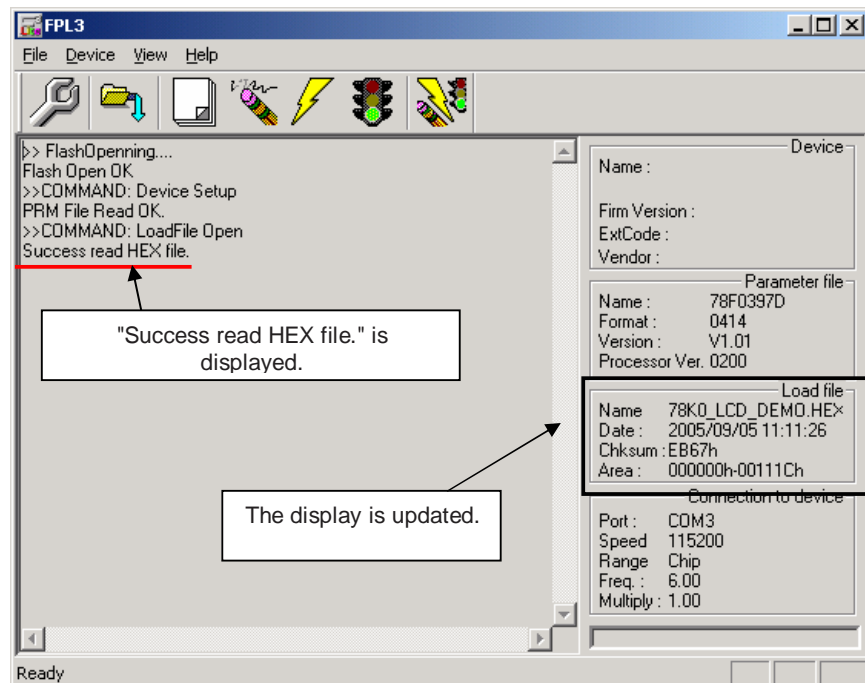 FPL3
File Device View Help
>> FlashOpenning....
Flash Open OK
>>COMMAND: Device Setup
PRM File Read OK.
>>COMMAND: LoadFile Open
Success read HEX file.
"Success read HEX file." is
displayed.
The display is updated.
Device
Name :
Firm Version :
ExtCode :
Vendor :
Parameter file
Name : 78F0397D
Format : 0414
Version : V1.01
Processor Ver. 0200
Load file
Name 78K0_LCD_DEMO.HEX
Date : 2005/09/05 11:11:26
Chksum : EB67h
Area : 000000h-00111Ch
Connection to device
Port : COM3
Speed 115200
Range Chip
Freq. : 6.00
Multiply : 1.00
Ready